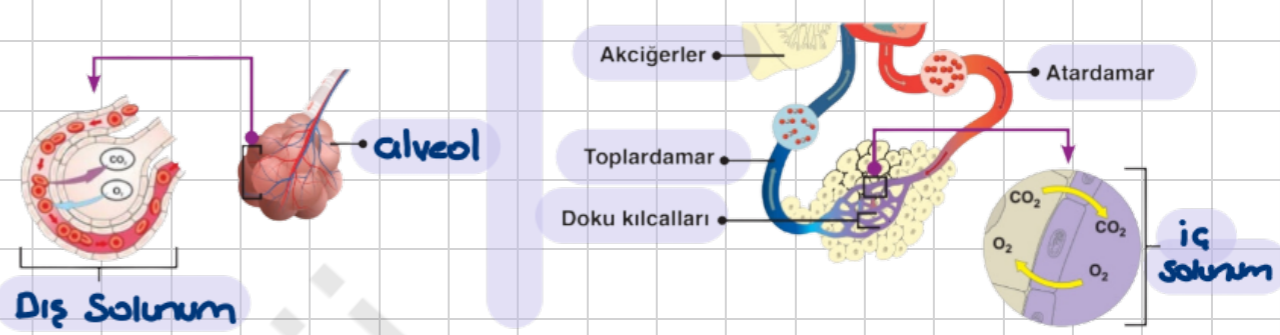 CO₂
O₂
alveol
Dış Solunum
Akciğerler
Atardamar
Toplardamar
Doku kılcalları
CO₂
CO₂
O₂
O₂
iç
solunum